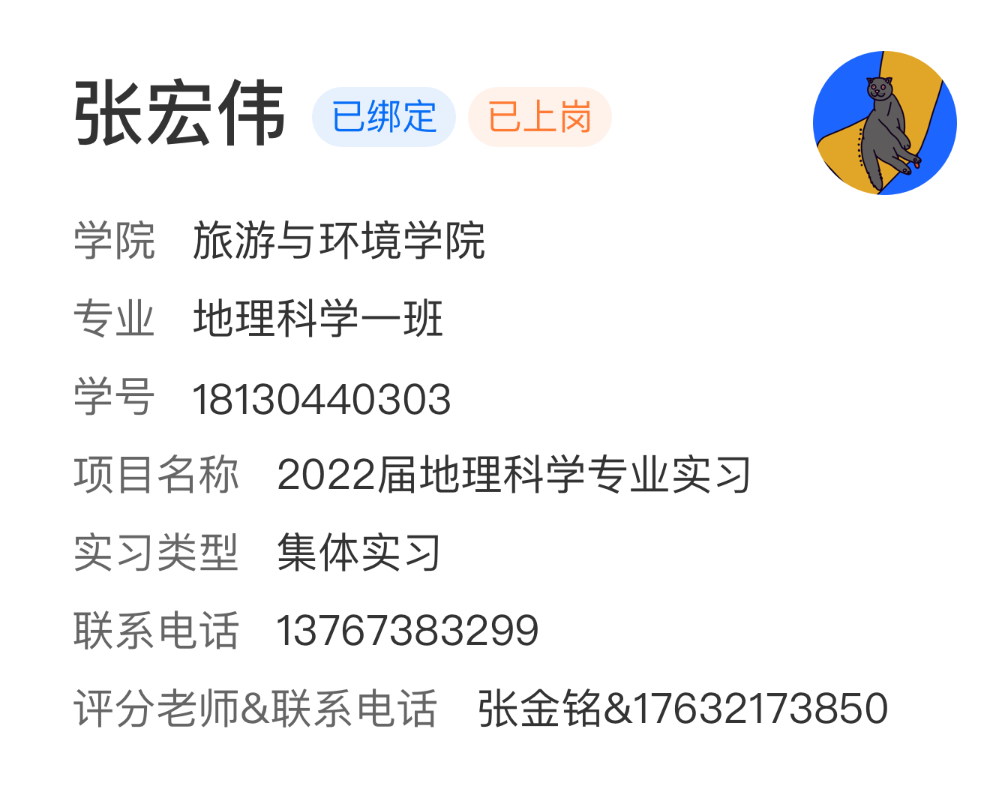 张宏伟 已绑定 已上岗
学院 旅游与环境学院
专业 地理科学一班
学号 18130440303
项目名称 2022届地理科学专业实习
实习类型 集体实习
联系电话 13767383299
评分老师&联系电话 张金铭&17632173850